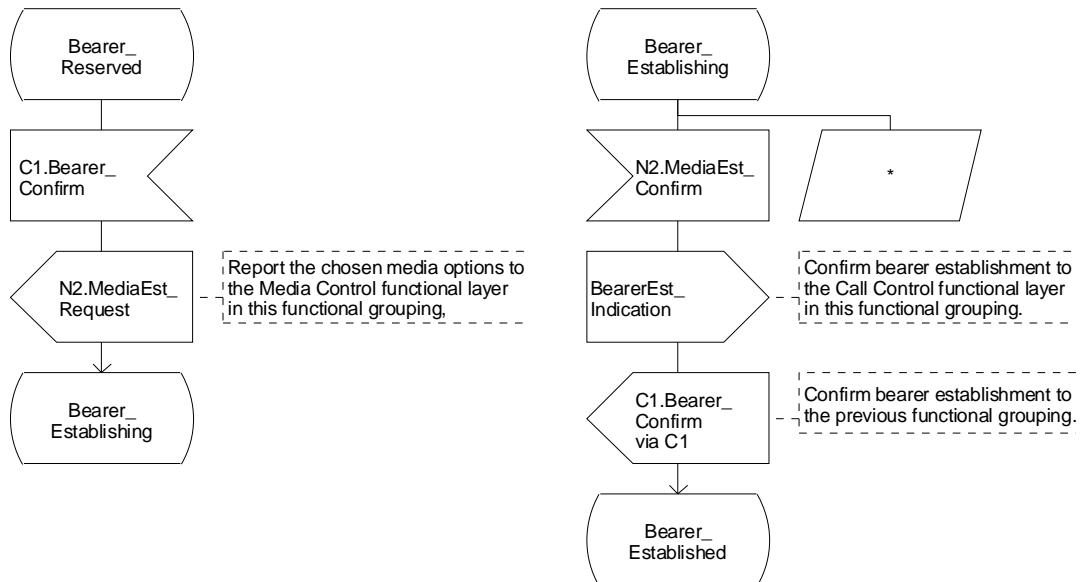 Bearer_
Reserved
C1.Bearer_
Confirm
N2.MediaEst_
Request
Report the chosen media options to
the Media Control functional layer
in this functional grouping,
Bearer_
Establishing
Bearer_
Establishing
N2.MediaEst_
Confirm
*
BearerEst_
Indication
Confirm bearer establishment to
the Call Control functional layer
in this functional grouping.
C1.Bearer_
Confirm
via C1
Confirm bearer establishment to
the previous functional grouping.
Bearer_
Established